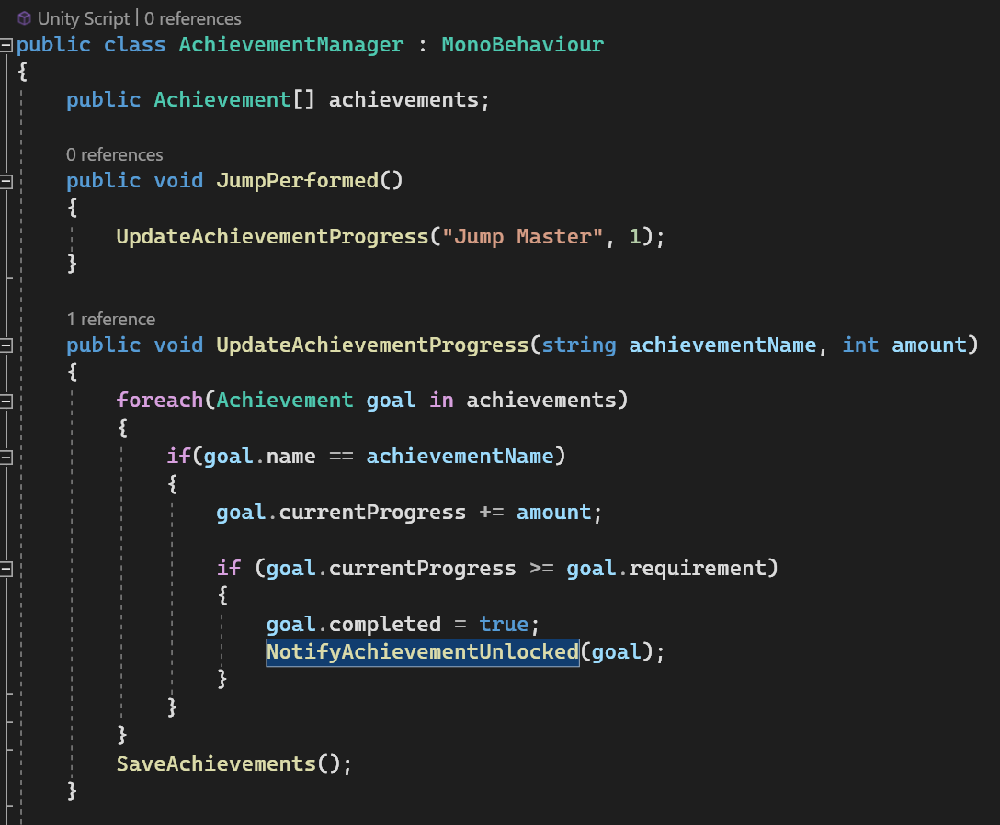 Unity Script | 0 references
public class AchievementManager : MonoBehaviour
{
public Achievement[] achievements;
0 references
public void JumpPerformed()
{
UpdateAchievementProgress("Jump Master", 1);
}
1 reference
public void UpdateAchievementProgress(string achievementName, int amount)
{
foreach(Achievement goal in achievements)
{
if(goal.name == achievementName)
{
goal.currentProgress += amount;
if (goal.currentProgress >= goal.requirement)
{
goal.completed = true;
NotifyAchievementUnlocked(goal);
}
}
}
SaveAchievements();
}